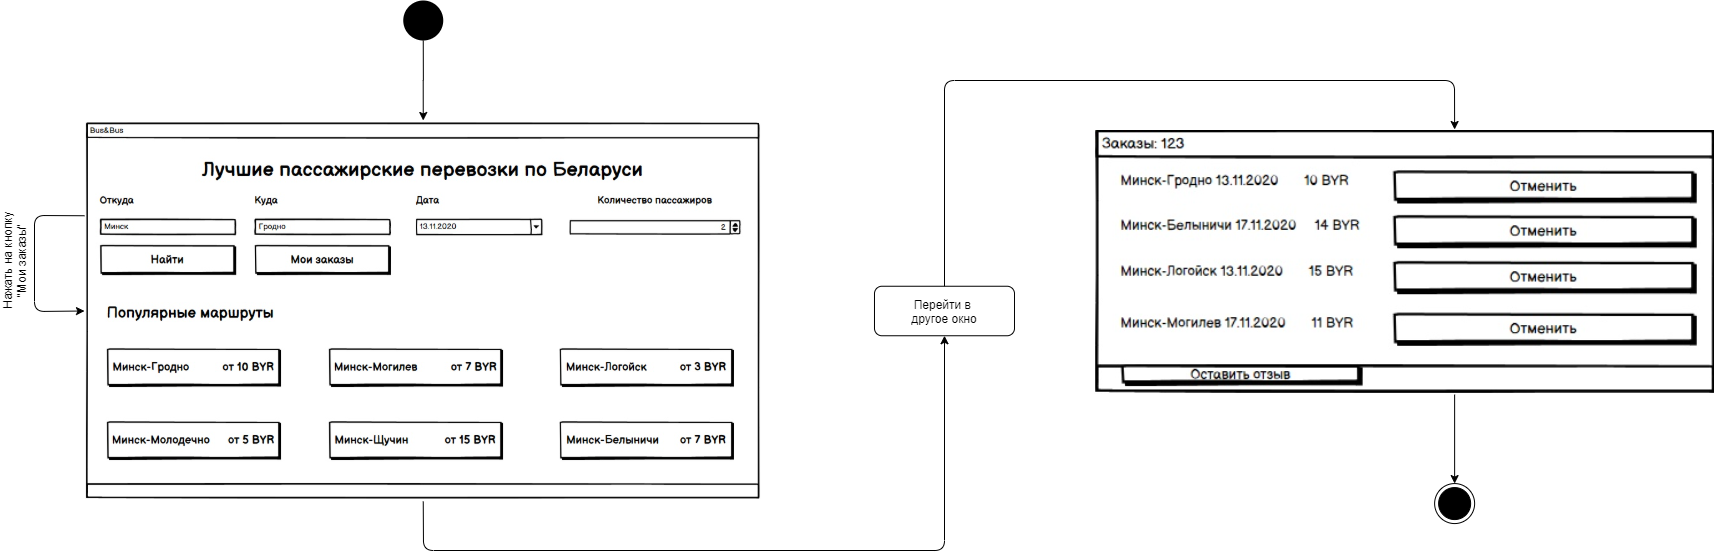 Bus&Bus
Лучшие пассажирские перевозки по Беларуси
Откуда
Куда
Дата
Количество пассажиров
Минск
Гродно
13.11.2020
2
Найти
Мои заказы
Нажать на кнопку
"Мои заказы"
Популярные маршруты
Минск-Гродно от 10 BYR
Минск-Могилев от 7 BYR
Минск-Логойск от 3 BYR
Минск-Молодечно от 5 BYR
Минск-Щучин от 15 BYR
Минск-Белыничи от 7 BYR
Перейти в
другое окно
Заказы: 123
Минск-Гродно 13.11.2020 10 BYR Отменить
Минск-Белыничи 17.11.2020 14 BYR Отменить
Минск-Логойск 13.11.2020 15 BYR Отменить
Минск-Могилев 17.11.2020 11 BYR Отменить
Оставить отзыв